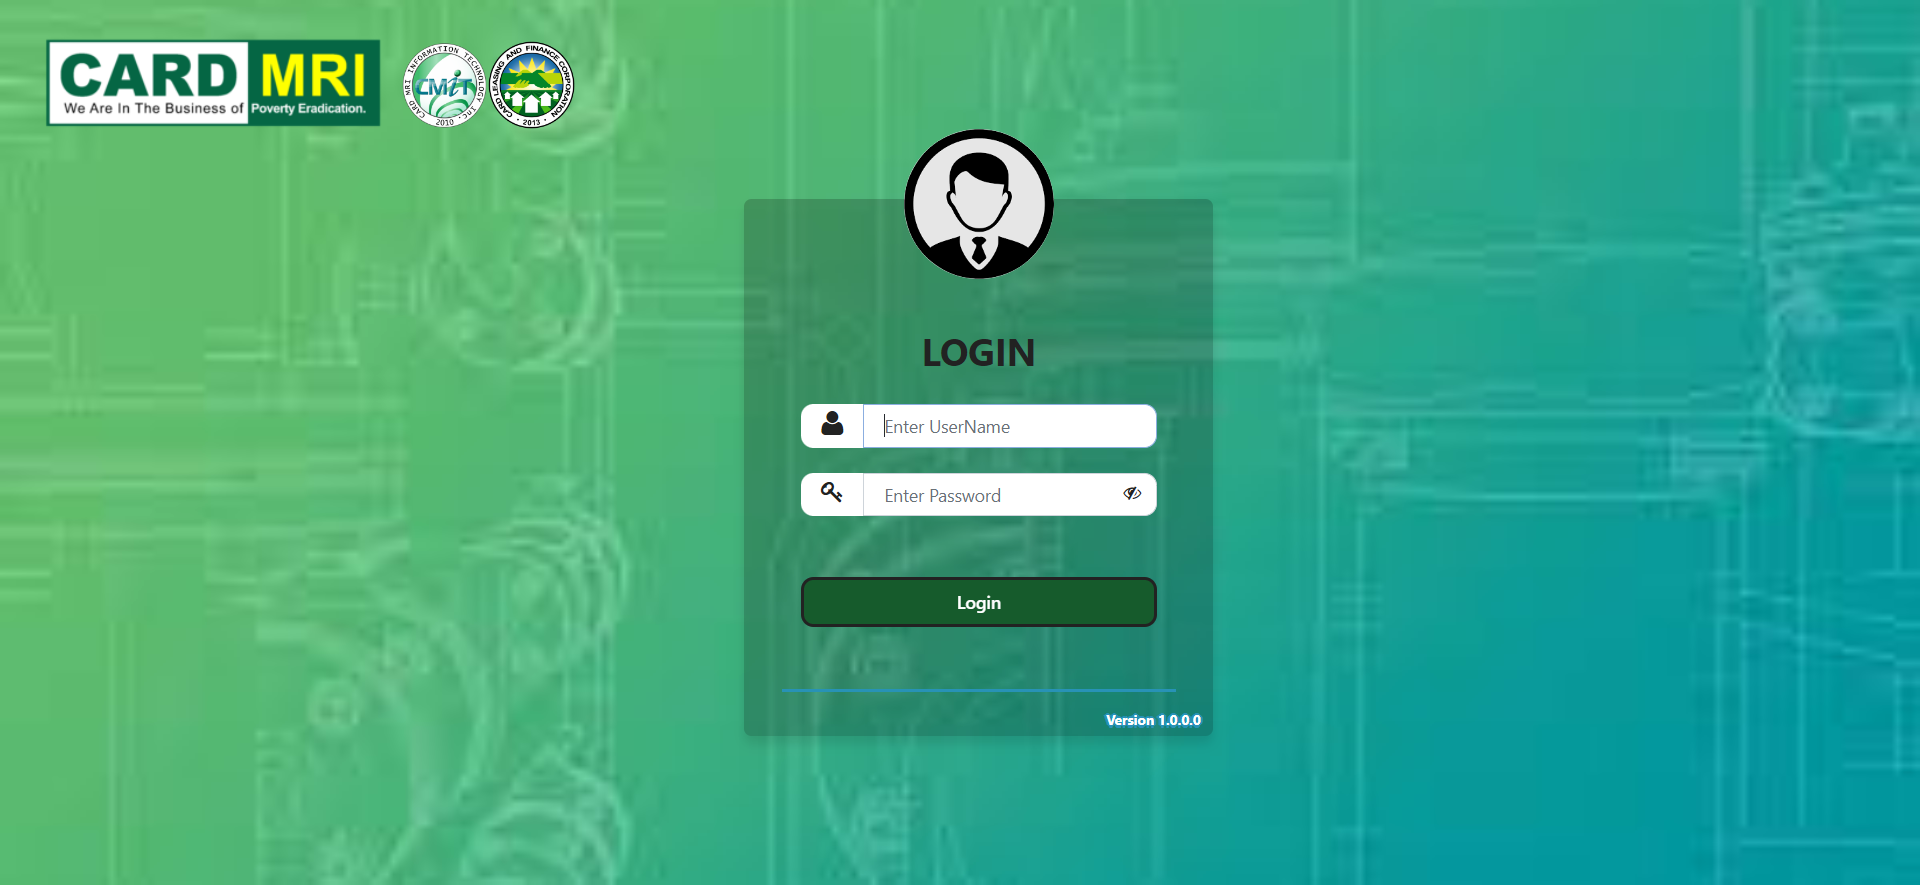 CARD MRI
We Are In The Business of Poverty Eradication.
CARD MRI INFORMATION TECHNOLOGY INC.
CMiT
2010
CARD LEASING AND FINANCE CORPORATION
2013
LOGIN
Enter UserName
Enter Password
Login
Version 1.0.0.0